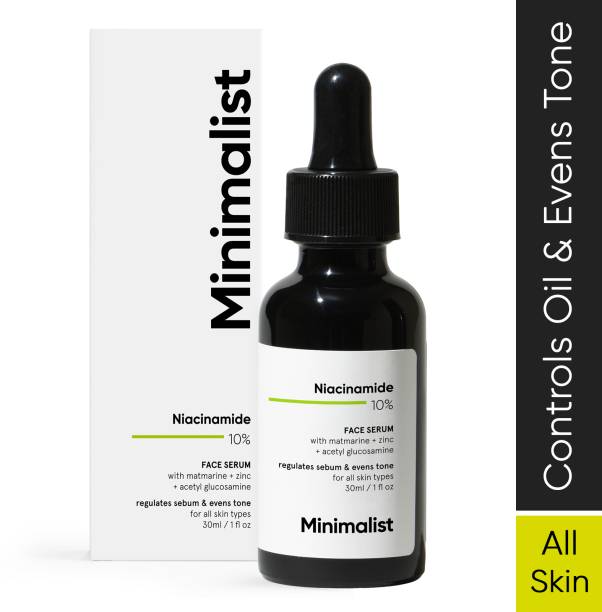 Minimalist
Niacinamide
10%
FACE SERUM
with matmarine + zinc
+ acetyl glucosamine
regulates sebum & evens tone
for all skin types
30ml / 1 fl oz
Niacinamide
10%
FACE SERUM
with matmarine + zinc
+ acetyl glucosamine
regulates sebum & evens tone
for all skin types
30ml / 1 fl oz
Minimalist
Controls Oil & Evens Tone
All
Skin